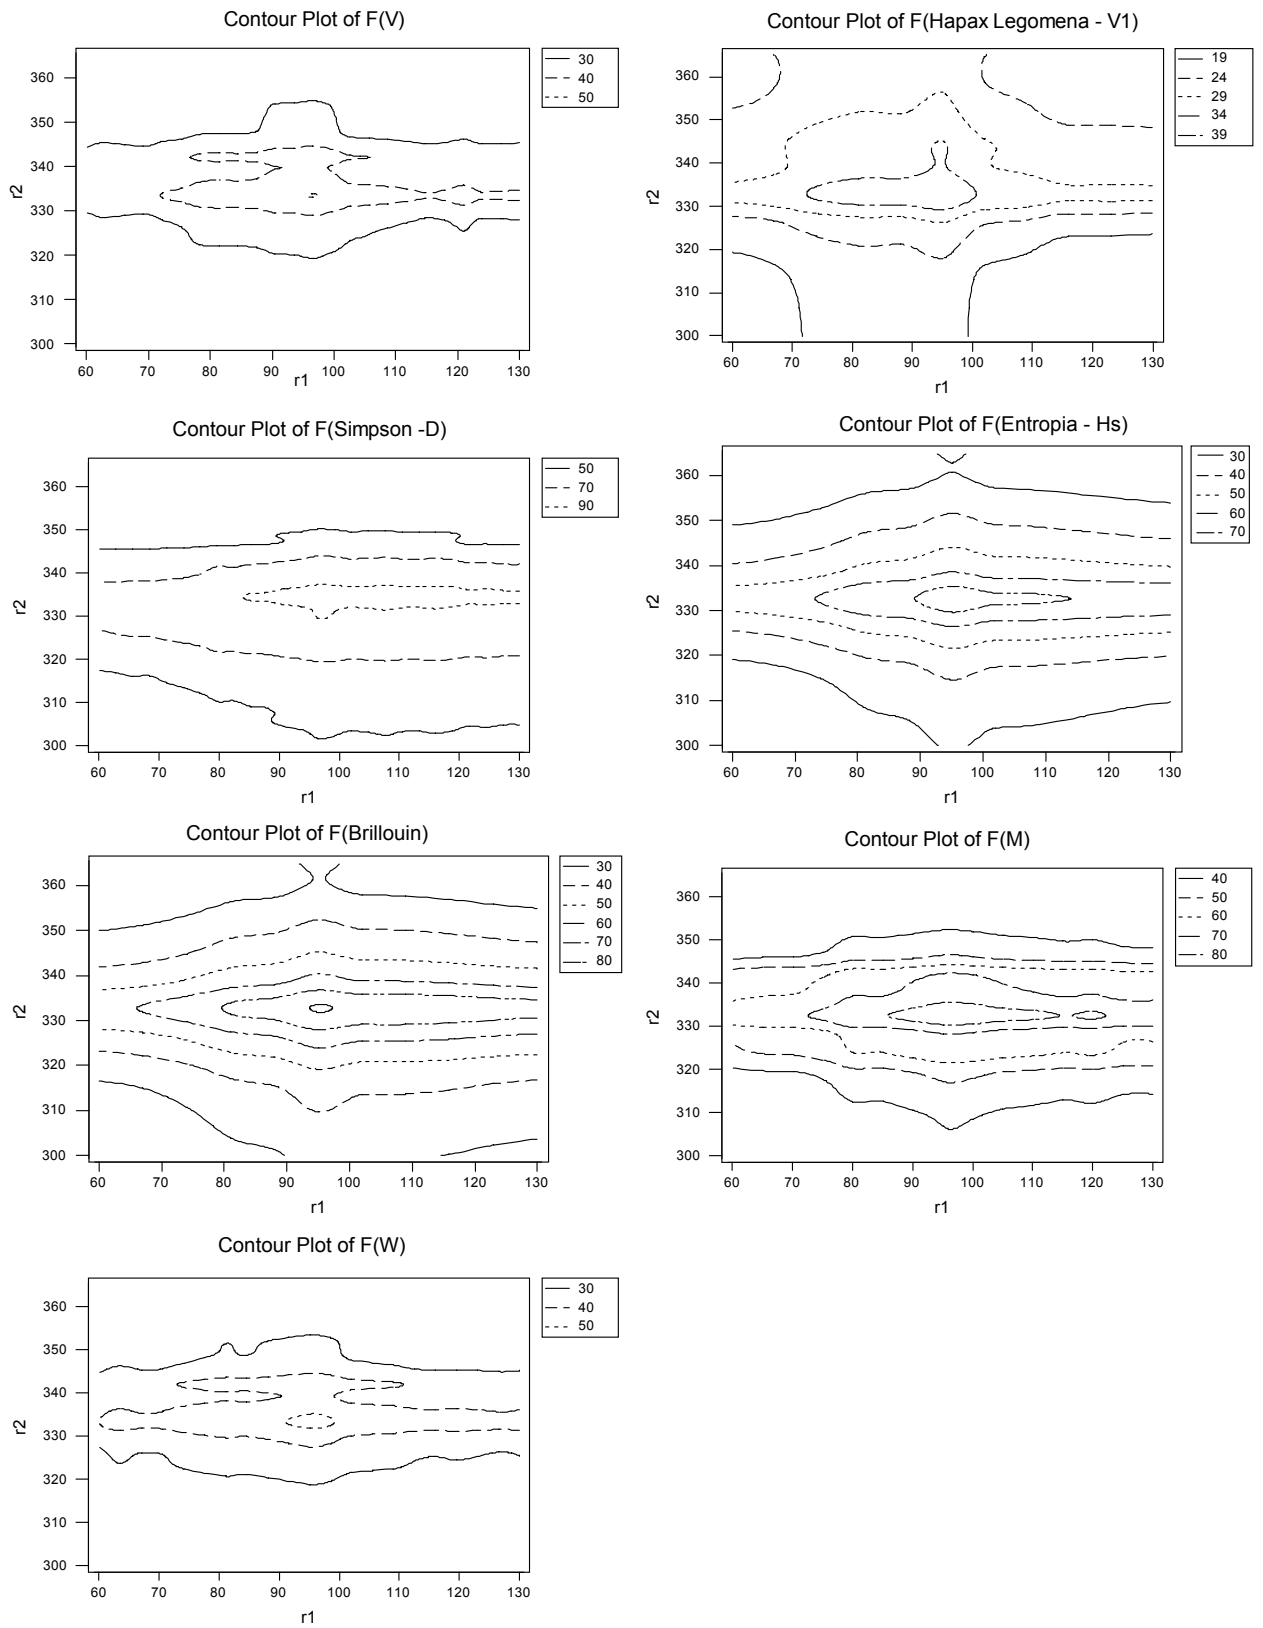 Contour Plot of F(V)
30
40
50
360
350
340
330
320
310
300
r2
60 70 80 90 100 110 120 130
r1
Contour Plot of F(Hapax Legomena - V1)
19
24
29
34
39
360
350
340
330
320
310
300
r2
60 70 80 90 100 110 120 130
r1
Contour Plot of F(Simpson -D)
50
70
90
360
350
340
330
320
310
300
r2
60 70 80 90 100 110 120 130
r1
Contour Plot of F(Entropia - Hs)
30
40
50
60
70
360
350
340
330
320
310
300
r2
60 70 80 90 100 110 120 130
r1
Contour Plot of F(Brillouin)
30
40
50
60
70
80
360
350
340
330
320
310
300
r2
60 70 80 90 100 110 120 130
r1
Contour Plot of F(M)
40
50
60
70
80
360
350
340
330
320
310
300
r2
60 70 80 90 100 110 120 130
r1
Contour Plot of F(W)
30
40
50
360
350
340
330
320
310
300
r2
60 70 80 90 100 110 120 130
r1